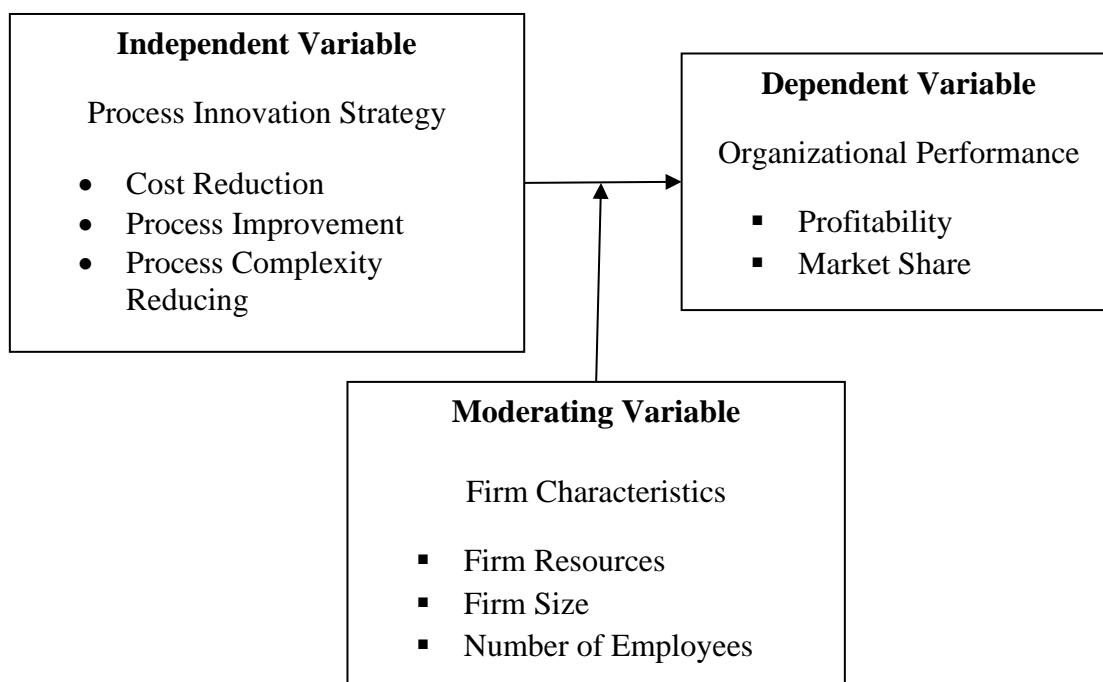 Independent Variable
Process Innovation Strategy
• Cost Reduction
• Process Improvement
• Process Complexity
Reducing
Dependent Variable
Organizational Performance
▪ Profitability
▪ Market Share
Moderating Variable
Firm Characteristics
▪ Firm Resources
▪ Firm Size
▪ Number of Employees